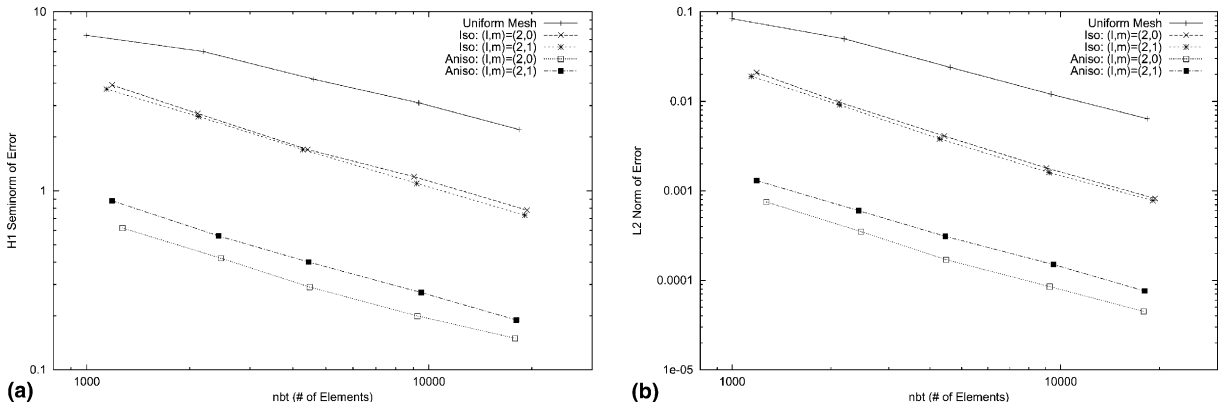 10
1
0.1
H1 Seminorm of Error
1000
10000
nbt (# of Elements)
Uniform Mesh
Iso: (l,m)=(2,0)
Iso: (l,m)=(2,1)
Aniso: (l,m)=(2,0)
Aniso: (l,m)=(2,1)
(a)
0.1
0.01
0.001
0.0001
1e-05
L2 Norm of Error
1000
10000
nbt (# of Elements)
Uniform Mesh
Iso: (l,m)=(2,0)
Iso: (l,m)=(2,1)
Aniso: (l,m)=(2,0)
Aniso: (l,m)=(2,1)
(b)